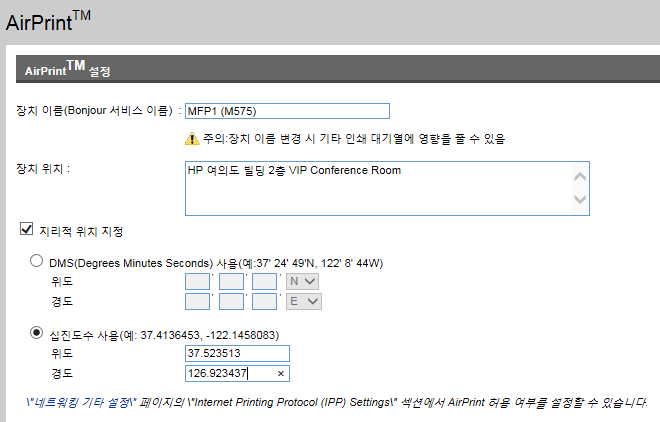 AirPrint™
AirPrint™ 설정
장치 이름(Bonjour 서비스 이름) : MFP1 (M575)
주의:장치 이름 변경 시 기타 인쇄 대기열에 영향을 줄 수 있음
장치 위치 : HP 여의도 빌딩 2층 VIP Conference Room
지리적 위치 지정
DMS(Degrees Minutes Seconds) 사용(예:37' 24' 49'N, 122' 8' 44W)
위도 ' ' ' N
경도 ' ' ' E
십진도수 사용(예: 37.4136453, -122.1458083)
위도 37.523513
경도 126.923437 ×
\"네트워킹 기타 설정\" 페이지의 \"Internet Printing Protocol (IPP) Settings\" 섹션에서 AirPrint 허용 여부를 설정할 수 있습니다.